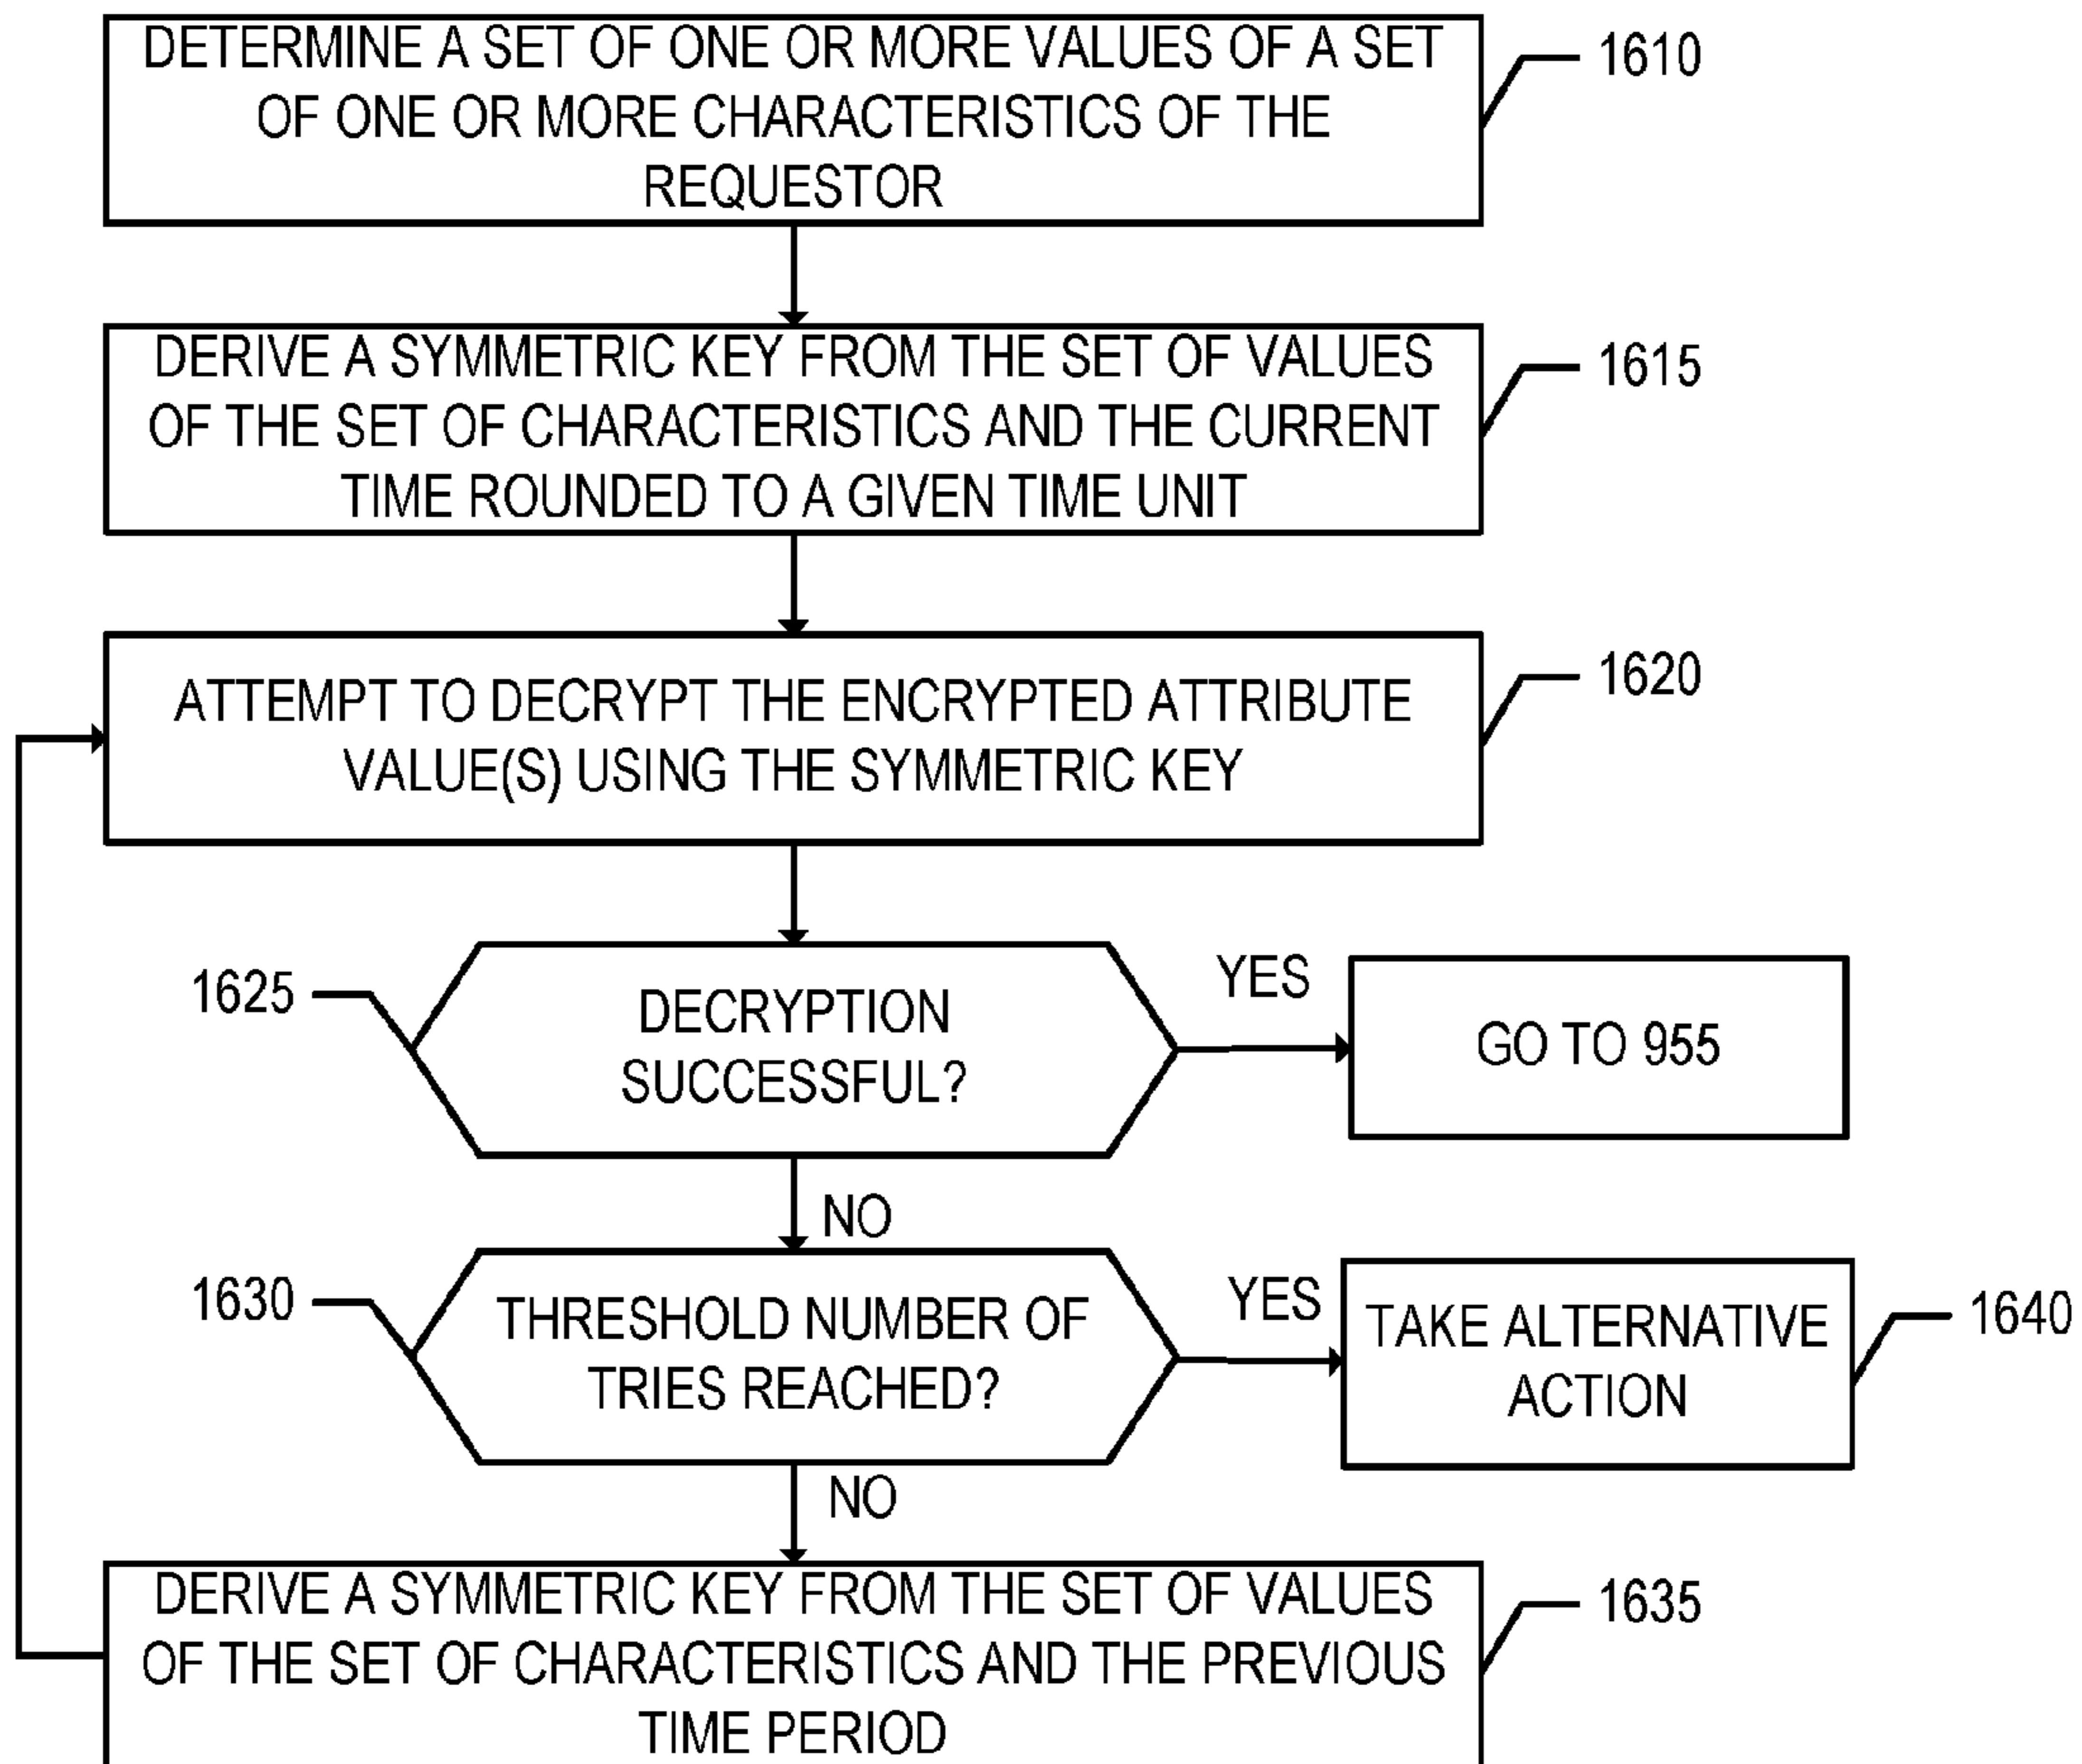 DETERMINE A SET OF ONE OR MORE VALUES OF A SET
OF ONE OR MORE CHARACTERISTICS OF THE
REQUESTOR
1610
DERIVE A SYMMETRIC KEY FROM THE SET OF VALUES
OF THE SET OF CHARACTERISTICS AND THE CURRENT
TIME ROUNDED TO A GIVEN TIME UNIT
1615
ATTEMPT TO DECRYPT THE ENCRYPTED ATTRIBUTE
VALUE(S) USING THE SYMMETRIC KEY
1620
1625
DECRYPTION
SUCCESSFUL?
YES
GO TO 955
NO
1630
THRESHOLD NUMBER OF
TRIES REACHED?
YES
TAKE ALTERNATIVE
ACTION
1640
NO
DERIVE A SYMMETRIC KEY FROM THE SET OF VALUES
OF THE SET OF CHARACTERISTICS AND THE PREVIOUS
TIME PERIOD
1635